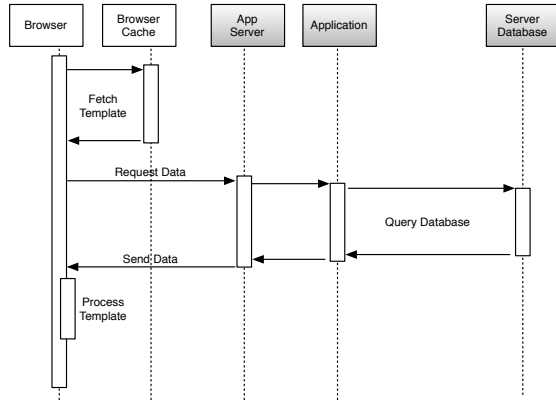 Browser
Browser
Cache
App
Server
Application
Server
Database
Fetch
Template
Request Data
Query Database
Send Data
Process
Template